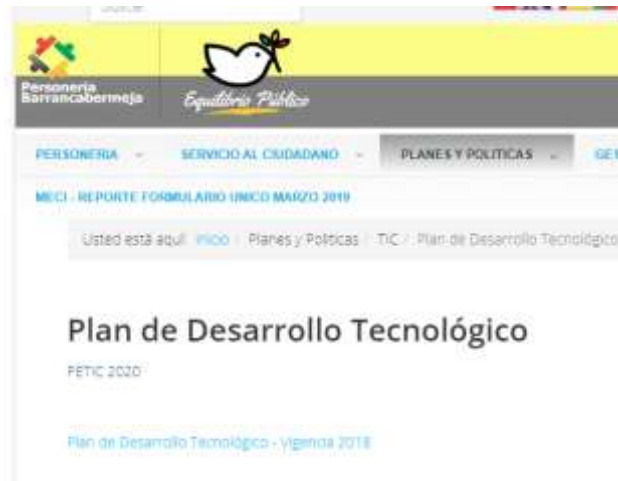 Personería
Barrancabermeja
Equilibrio Público
PERSONERIA SERVICIO AL CIUDADANO PLANES Y POLITICAS
MECI - REPORTE FORMULARIO UNICO MARZO 2019
Usted está aquí: Inicio / Planes y Politicas / TIC / Plan de Desarrollo Tecnológico
Plan de Desarrollo Tecnológico
PETIC 2020
Plan de Desarrollo Tecnológico - Vigencia 2018